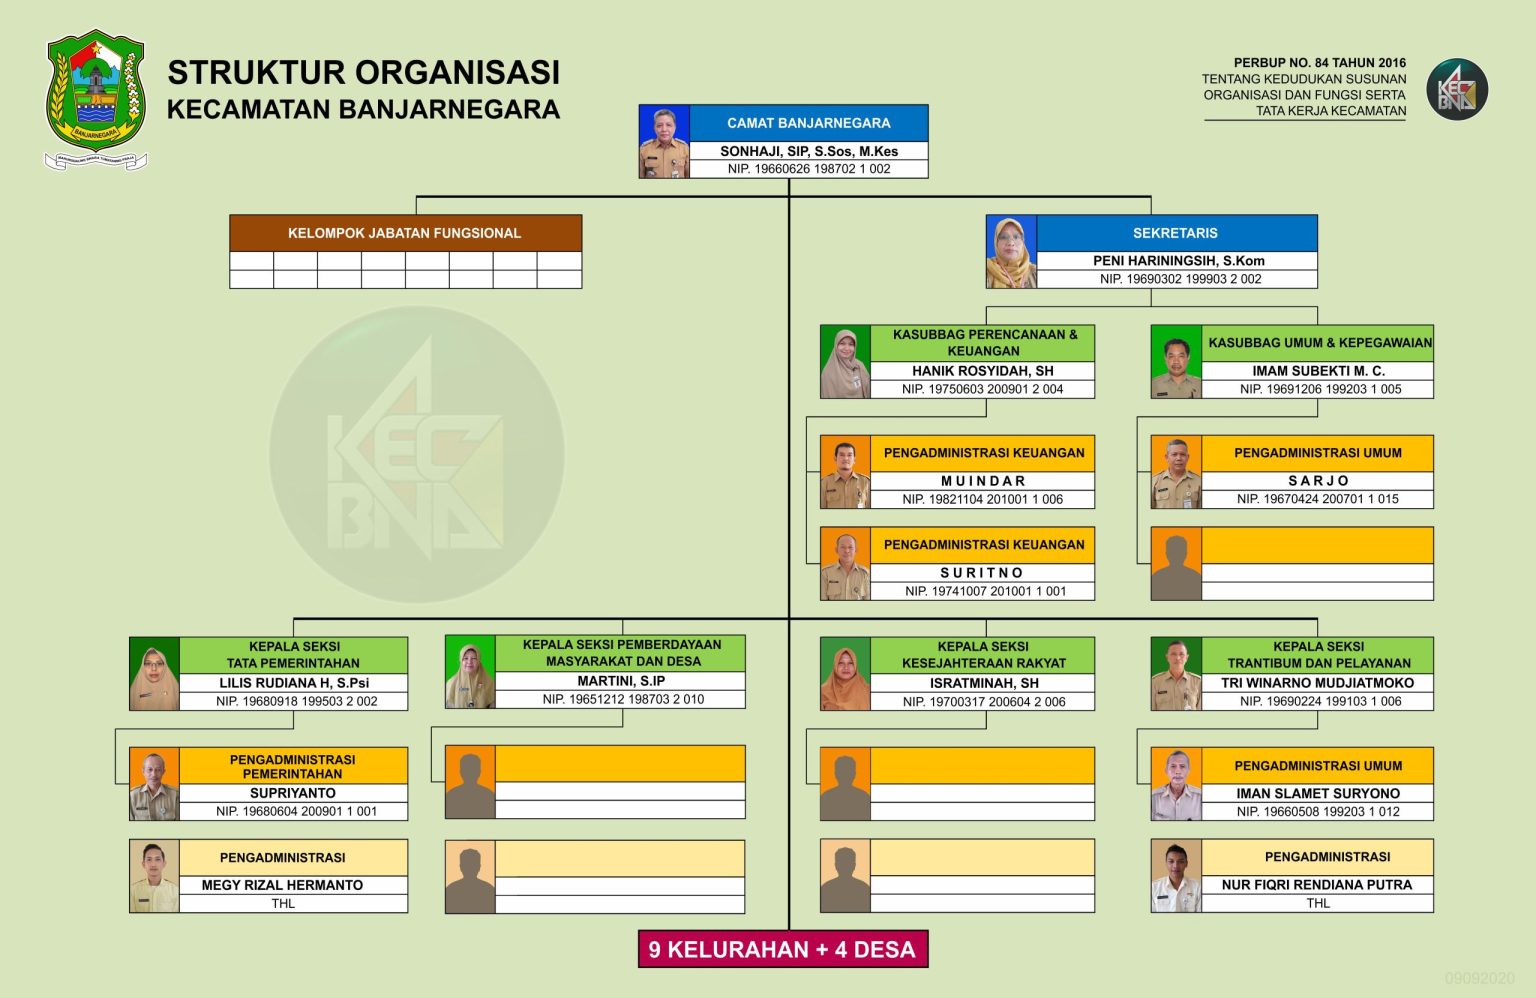 STRUKTUR ORGANISASI
KECAMATAN BANJARNEGARA
BANJARNEGARA
PERBUP NO. 84 TAHUN 2016
TENTANG KEDUDUKAN SUSUNAN
ORGANISASI DAN FUNGSI SERTA
TATA KERJA KECAMATAN
KEC
BNA
CAMAT BANJARNEGARA
SONHAJI, SIP, S.Sos, M.Kes
NIP. 19660626 198702 1 002
KELOMPOK JABATAN FUNGSIONAL
SEKRETARIS
PENI HARININGSIH, S.Kom
NIP. 19690302 199903 2 002
KASUBBAG PERENCANAAN &
KEUANGAN
HANIK ROSYIDAH, SH
NIP. 19750603 200901 2 004
KASUBBAG UMUM & KEPEGAWAIAN
IMAM SUBEKTI M. C.
NIP. 19691206 199203 1 005
KEC
BNA
PENGADMINISTRASI KEUANGAN
M U I N D A R
NIP. 19821104 201001 1 006
PENGADMINISTRASI UMUM
S A R J O
NIP. 19670424 200701 1 015
PENGADMINISTRASI KEUANGAN
S U R I T N O
NIP. 19741007 201001 1 001
KEPALA SEKSI
TATA PEMERINTAHAN
LILIS RUDIANA H, S.Psi
NIP. 19680918 199503 2 002
KEPALA SEKSI PEMBERDAYAAN
MASYARAKAT DAN DESA
MARTINI, S.IP
NIP. 19651212 198703 2 010
KEPALA SEKSI
KESEJAHTERAAN RAKYAT
ISRATMINAH, SH
NIP. 19700317 200604 2 006
KEPALA SEKSI
TRANTIBUM DAN PELAYANAN
TRI WINARNO MUDJIATMOKO
NIP. 19690224 199103 1 006
PENGADMINISTRASI
PEMERINTAHAN
SUPRIYANTO
NIP. 19680604 200901 1 001
PENGADMINISTRASI UMUM
IMAN SLAMET SURYONO
NIP. 19660508 199203 1 012
PENGADMINISTRASI
MEGY RIZAL HERMANTO
THL
PENGADMINISTRASI
NUR FIQRI RENDIANA PUTRA
THL
9 KELURAHAN + 4 DESA
09092020